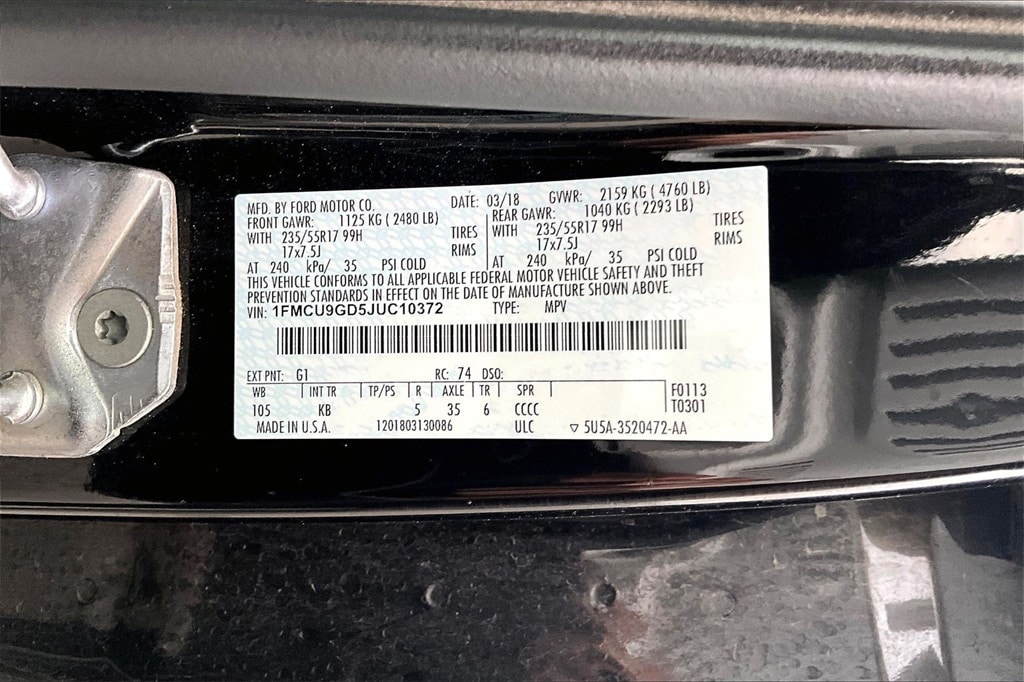 MFD. BY FORD MOTOR CO. DATE: 03/18 GVWR: 2159 KG ( 4760 LB)
FRONT GAWR: 1125 KG ( 2480 LB) REAR GAWR: 1040 KG ( 2293 LB)
WITH 235/55R17 99H TIRES WITH 235/55R17 99H TIRES
17x7.5J RIMS 17x7.5J RIMS
AT 240 kPa/ 35 PSI COLD AT 240 kPa/ 35 PSI COLD
THIS VEHICLE CONFORMS TO ALL APPLICABLE FEDERAL MOTOR VEHICLE SAFETY AND THEFT
PREVENTION STANDARDS IN EFFECT ON THE DATE OF MANUFACTURE SHOWN ABOVE.
VIN: 1FMCU9GD5JUC10372 TYPE: MPV
EXT PNT: G1 RC: 74 DSO:
WB INT TR TP/PS R AXLE TR SPR F0113
105 KB 5 35 6 CCCC T0301
MADE IN U.S.A. 1201803130086 ULC ▽ 5U5A-3520472-AA